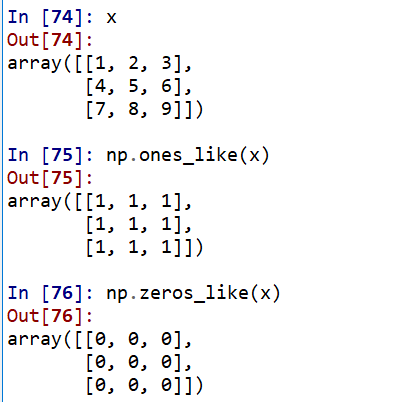 In [74]: x
Out[74]:
array([[1, 2, 3],
       [4, 5, 6],
       [7, 8, 9]])
In [75]: np.ones_like(x)
Out[75]:
array([[1, 1, 1],
       [1, 1, 1],
       [1, 1, 1]])
In [76]: np.zeros_like(x)
Out[76]:
array([[0, 0, 0],
       [0, 0, 0],
       [0, 0, 0]])